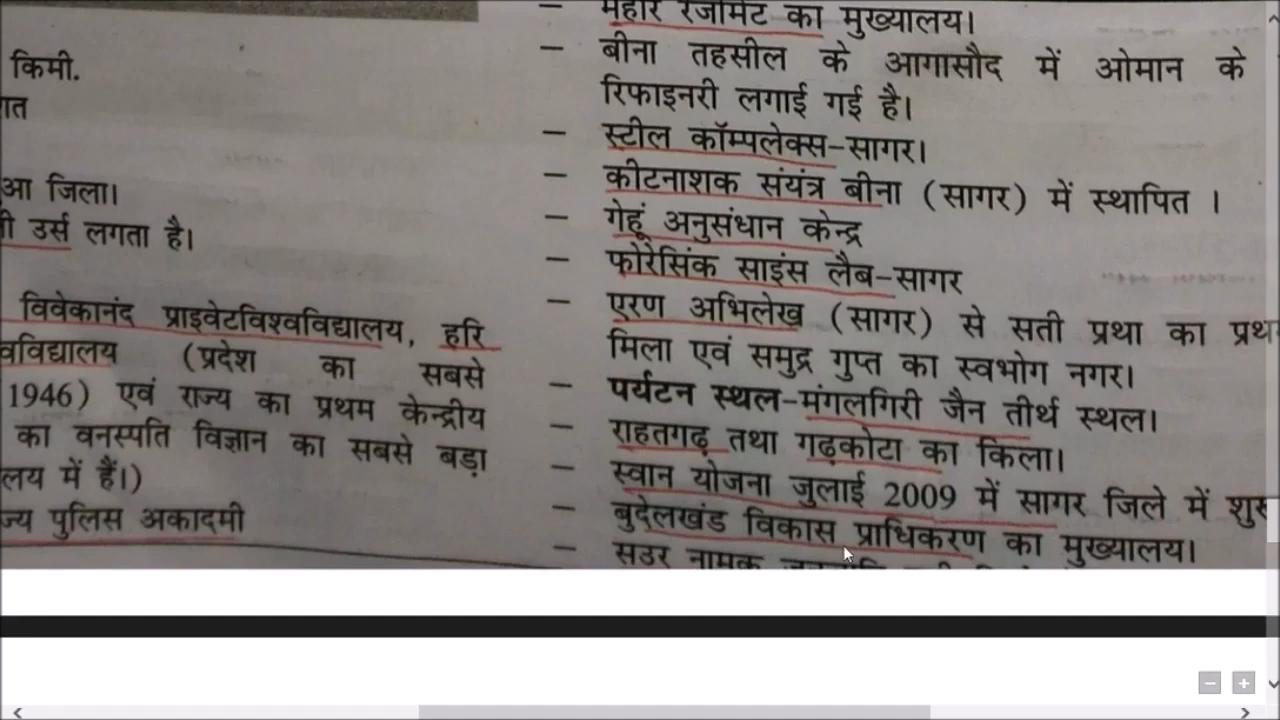 किमी.
आ जिला।
उर्स लगता है।
विवेकानंद प्राइवेटविश्वविद्यालय, हरि
(प्रदेश का सबसे
1946) एवं राज्य का प्रथम केन्द्रीय
का वनस्पति विज्ञान का सबसे बड़ा
में हैं।)
पुलिस अकादमी
– महार रेजीमेंट का मुख्यालय।
– बीना तहसील के आगासौद में ओमान के
रिफाइनरी लगाई गई है।
– स्टील कॉम्पलेक्स-सागर।
– कीटनाशक संयंत्र बीना (सागर) में स्थापित ।
– गेहूं अनुसंधान केन्द्र
– फोरेसिंक साइंस लैब-सागर
– एरण अभिलेख (सागर) से सती प्रथा का
मिला एवं समुद्र गुप्त का स्वभोग नगर।
– पर्यटन स्थल-मंगलगिरी जैन तीर्थ स्थल।
– राहतगढ़ तथा गढ़कोटा का किला।
– स्वान योजना जुलाई 2009 में सागर जिले में
– बुदेलखंड विकास प्राधिकरण का मुख्यालय।
– सउर नामक